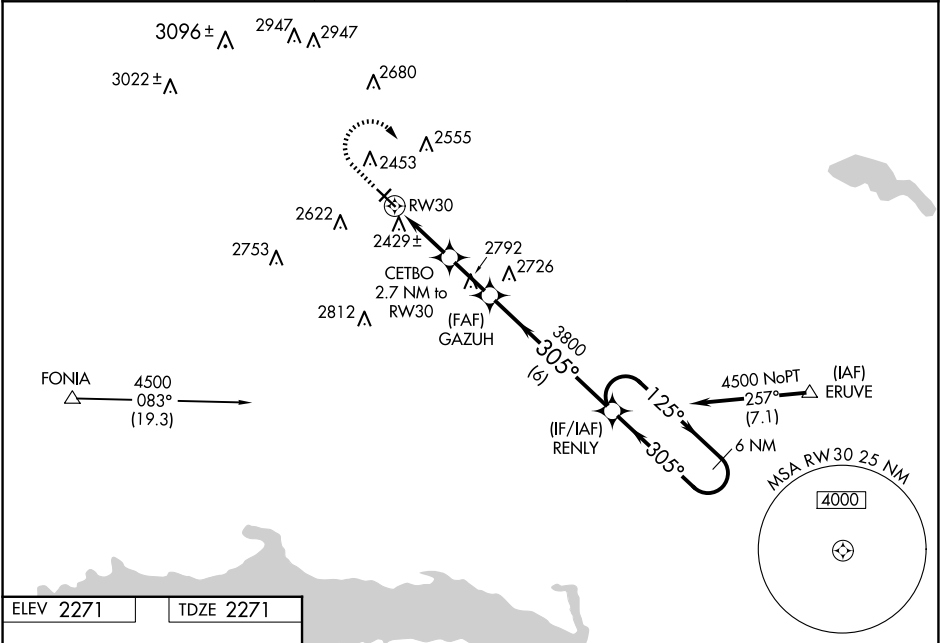 3096 ±
2947
2947
3022 ±
2680
2555
2453
RW30
2622
2429 ±
2792
2753
2726
CETBO
2.7 NM to
RW30
2812
(FAF)
GAZUH
3800
305°
(6)
FONIA
4500
083°
(19.3)
4500 NoPT
257°
(7.1)
(IAF)
ERUVE
125°
(IF/IAF)
RENLY
305°
6 NM
MSA RW30 25 NM
4000
ELEV 2271
TDZE 2271